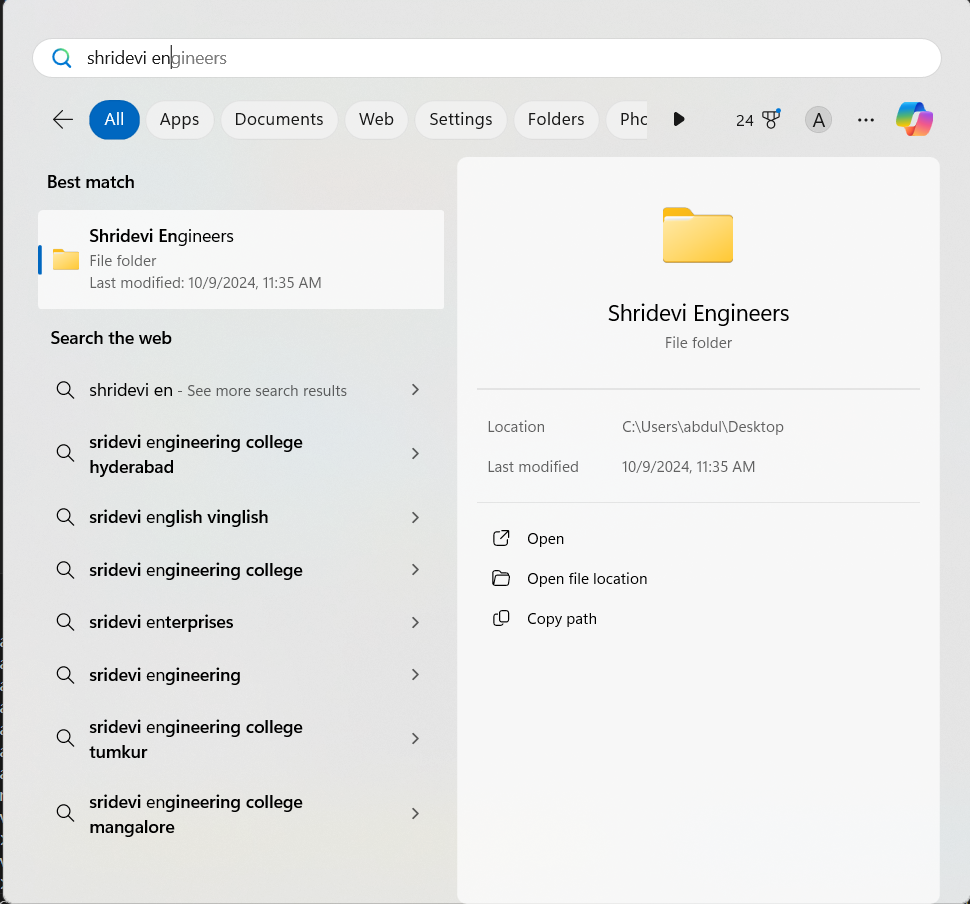 shridevi engineers
All
Apps
Documents
Web
Settings
Folders
Pho
24
A
Best match
Shridevi Engineers
File folder
Last modified: 10/9/2024, 11:35 AM
Search the web
shridevi en - See more search results
sridevi engineering college
hyderabad
sridevi english vinglish
sridevi engineering college
sridevi enterprises
sridevi engineering
sridevi engineering college
tumkur
sridevi engineering college
mangalore
Shridevi Engineers
File folder
Location C:\Users\abdul\Desktop
Last modified 10/9/2024, 11:35 AM
Open
Open file location
Copy path